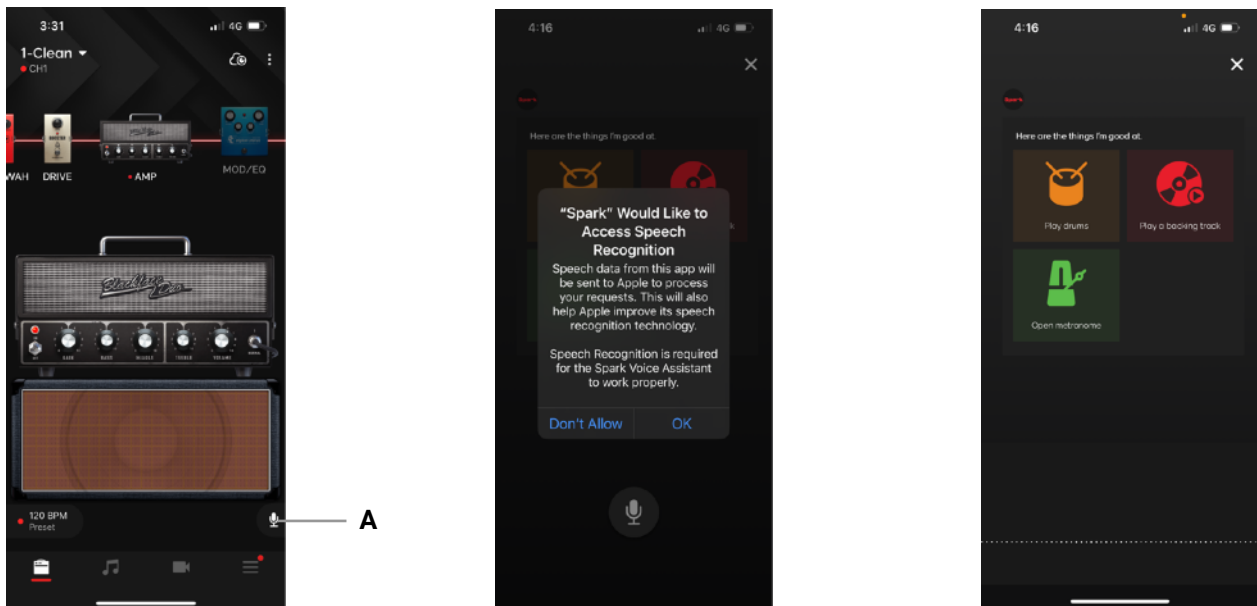 3:31
4G
1-Clean
CH1
WAH DRIVE
AMP
MOD/EQ
120 BPM
Preset
A
4:16
4G
Here are the things I'm good at.
"Spark" Would Like to
Access Speech
Recognition
Speech data from this app will
be sent to Apple to process
your requests. This will also
help Apple improve its speech
recognition technology.
Speech Recognition is required
for the Spark Voice Assistant
to work properly.
Don't Allow OK
4:16
4G
Spark
Here are the things I'm good at.
Play drums
Play a backing track
Open metronome